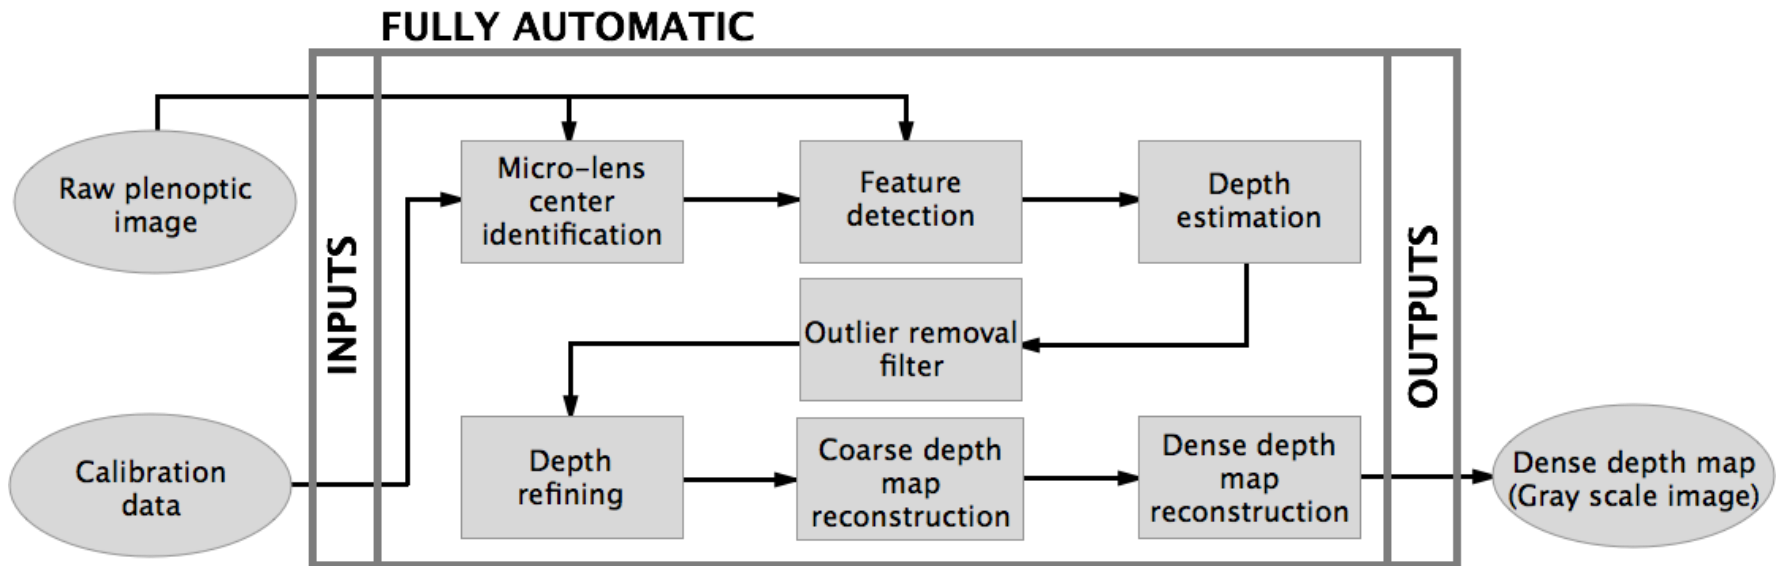 FULLY AUTOMATIC
Raw plenoptic
image
INPUTS
Micro-lens
center
identification
Feature
detection
Depth
estimation
Outlier removal
filter
Calibration
data
Depth
refining
Coarse depth
map
reconstruction
Dense depth
map
reconstruction
OUTPUTS
Dense depth map
(Gray scale image)